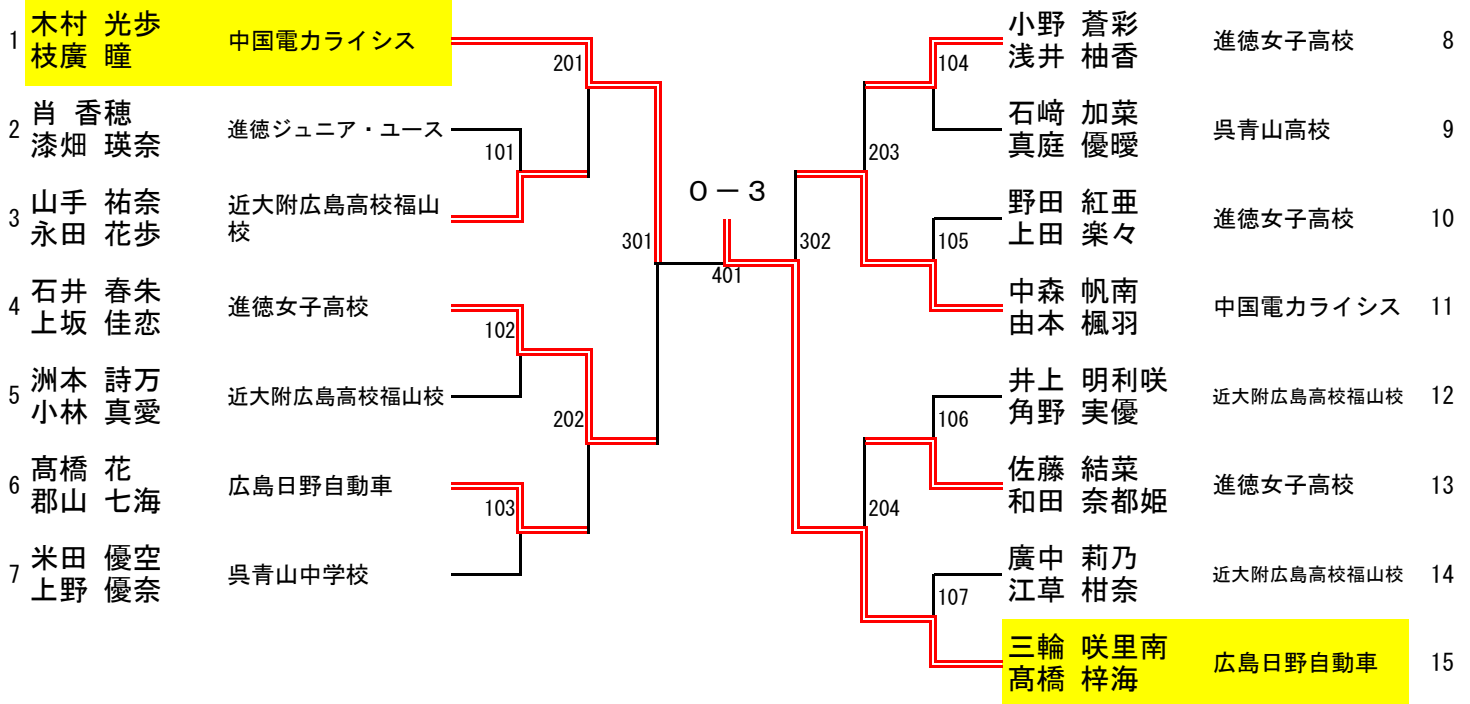 1 木村 光歩 中国電力ライシス
枝廣 瞳
2 肖 香穂 進徳ジュニア・ユース
漆畑 瑛奈
3 山手 祐奈 近大附広島高校福山
永田 花歩 校
4 石井 春朱 進徳女子高校
上坂 佳恋
5 洲本 詩万 近大附広島高校福山校
小林 真愛
6 髙橋 花 広島日野自動車
郡山 七海
7 米田 優空 呉青山中学校
上野 優奈
201
101
301
102
202
103
0－3
401
104
203
302
105
106
204
107
小野 蒼彩 進徳女子高校 8
浅井 柚香
石﨑 加菜 呉青山高校 9
真庭 優曖
野田 紅亜 進徳女子高校 10
上田 楽々
中森 帆南 中国電力ライシス 11
由本 楓羽
井上 明利咲 近大附広島高校福山校 12
角野 実優
佐藤 結菜 進徳女子高校 13
和田 奈都姫
廣中 莉乃 近大附広島高校福山校 14
江草 柑奈
三輪 咲里南 広島日野自動車 15
髙橋 梓海